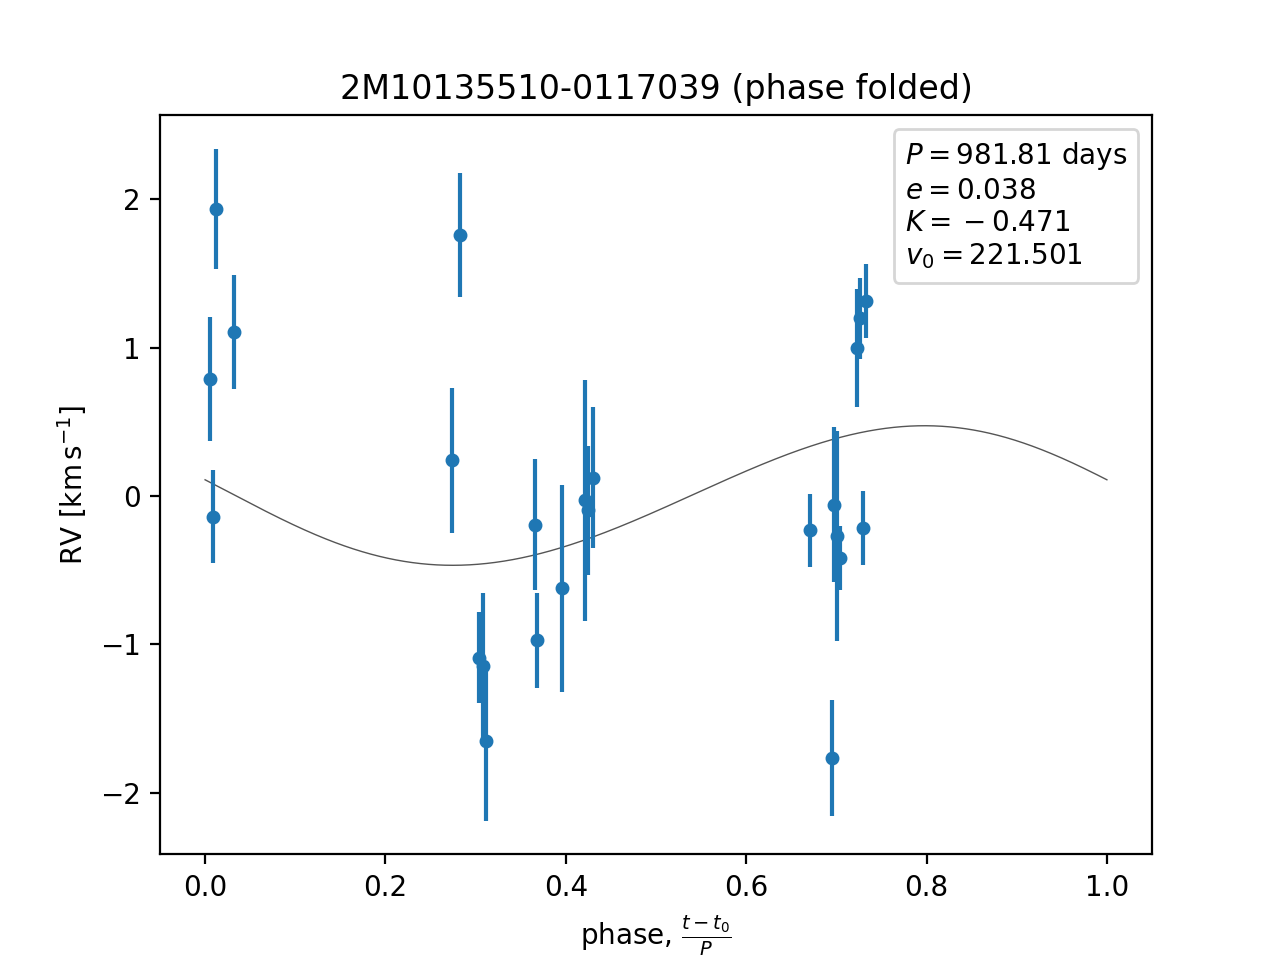 2M10135510-0117039 (phase folded)
P = 981.81 days
e = 0.038
K = −0.471
v₀ = 221.501
RV [km s⁻¹]
2
1
0
−1
−2
0.0 0.2 0.4 0.6 0.8 1.0
phase, (t − t₀)/P